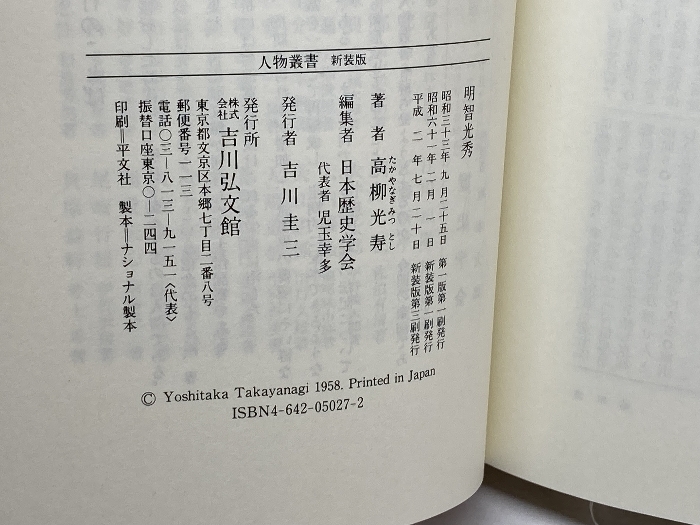 人物叢書 新装版
明智光秀
昭和三十三年 九月二十五日 第一版第一刷発行
昭和六十一年 二月 一日 新装版第一刷発行
平成 二年 七月二十日 新装版第三刷発行
著者 高柳光寿
たかやなぎみつとし
編集者 日本歴史学会
代表者 児玉幸多
発行者 吉川圭三
発行所
株式会社 吉川弘文館
東京都文京区本郷七丁目二番八号
郵便番号一一三
電話〇三―八一三―九一五一〈代表〉
振替口座東京〇―二四四
印刷=平文社 製本=ナショナル製本
© Yoshitaka Takayanagi 1958. Printed in Japan
ISBN4-642-05027-2